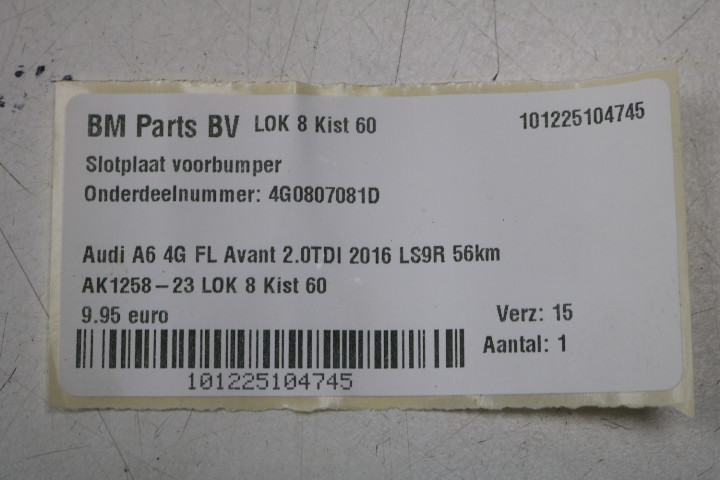 BM Parts BV LOK 8 Kist 60 101225104745
Slotplaat voorbumper
Onderdeelnummer: 4G0807081D
Audi A6 4G FL Avant 2.0TDI 2016 LS9R 56km
AK1258-23 LOK 8 Kist 60
9.95 euro Verz: 15
Aantal: 1
101225104745